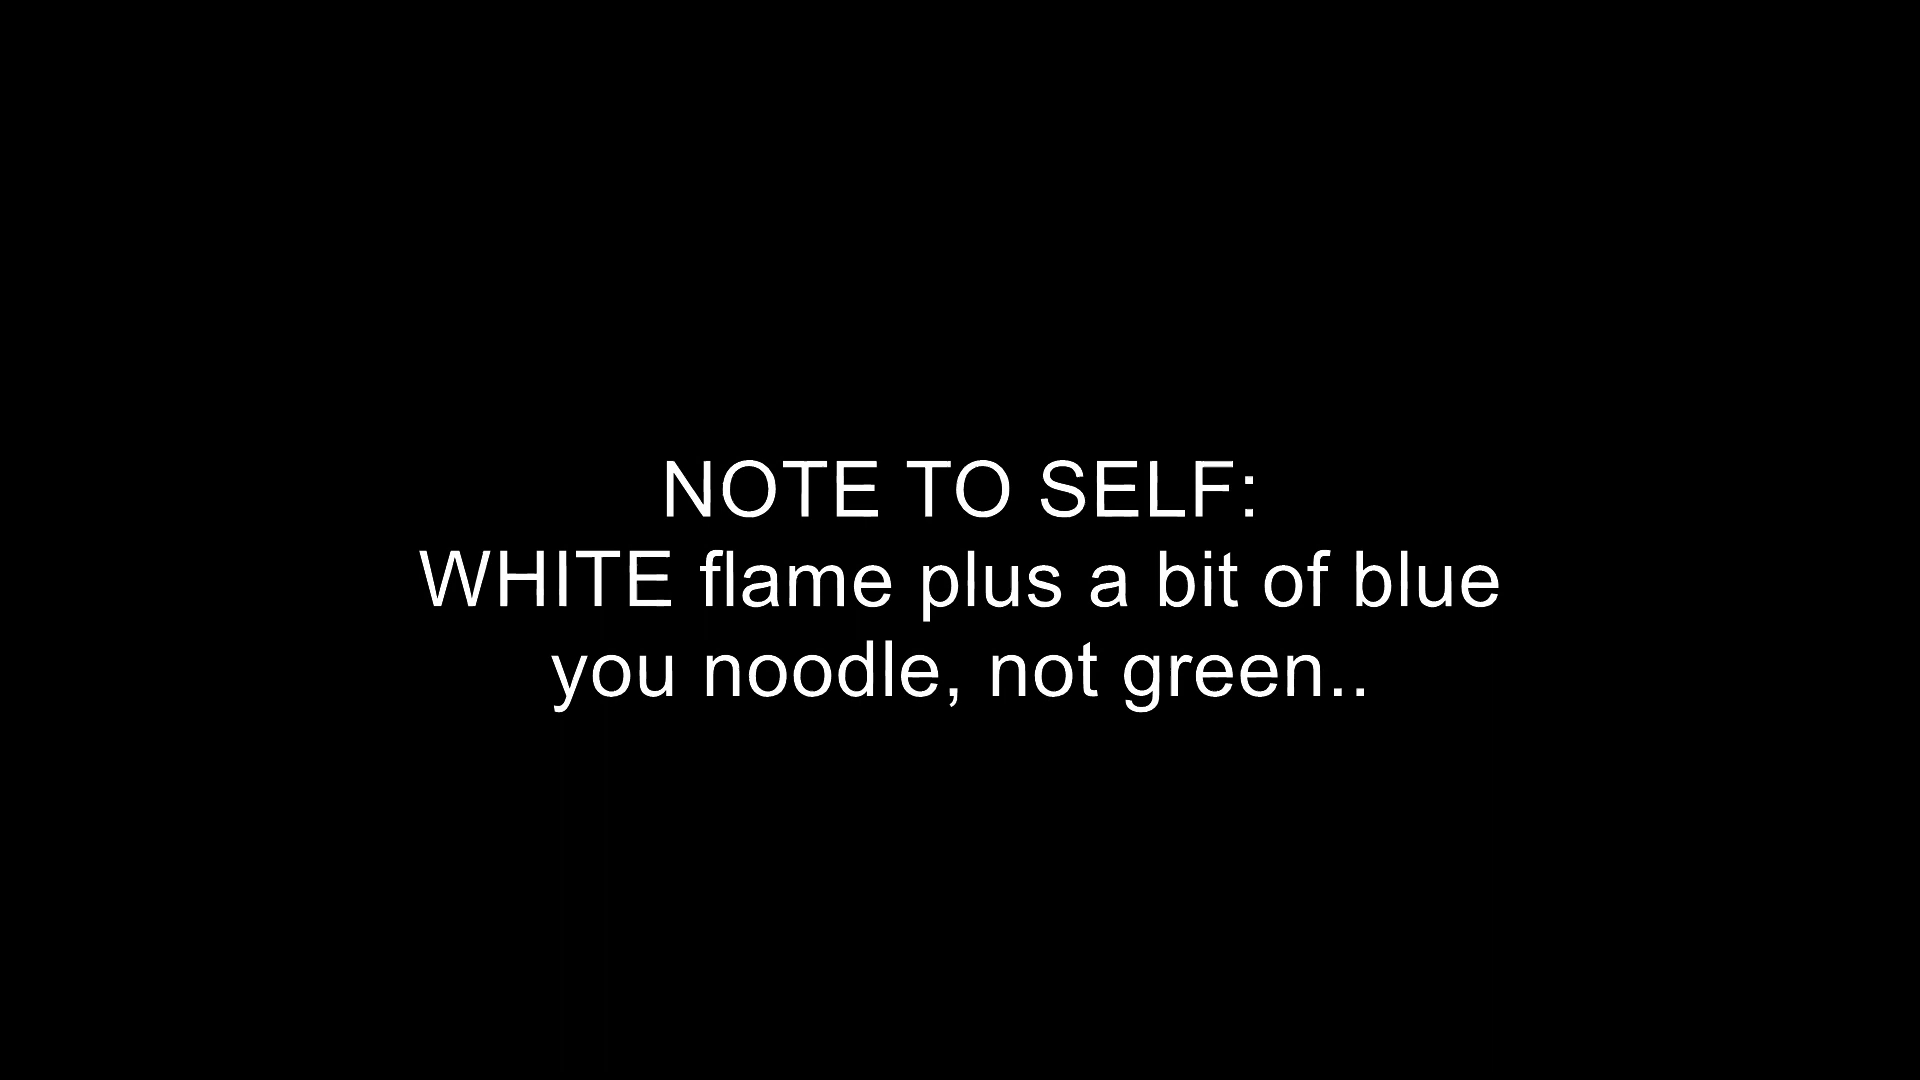 NOTE TO SELF:
WHITE flame plus a bit of blue
you noodle, not green..